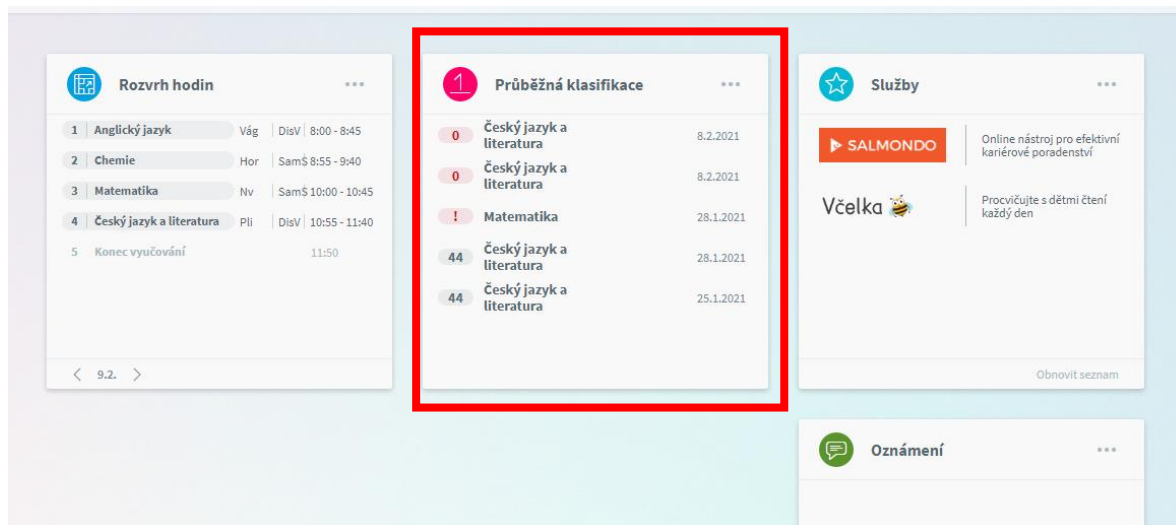 Rozvrh hodin
1 Anglický jazyk Vág DisV 8:00 - 8:45
2 Chemie Hor SamŠ 8:55 - 9:40
3 Matematika Nv SamŠ 10:00 - 10:45
4 Český jazyk a literatura Pli DisV 10:55 - 11:40
5 Konec vyučování 11:50
< 9.2. >
1 Průběžná klasifikace
0 Český jazyk a
literatura 8.2.2021
0 Český jazyk a
literatura 8.2.2021
! Matematika 28.1.2021
44 Český jazyk a
literatura 28.1.2021
44 Český jazyk a
literatura 25.1.2021
Služby
SALMONDO
Online nástroj pro efektivní
kariérové poradenství
Včelka
Procvičujte s dětmi čtení
každý den
Obnovit seznam
Oznámení